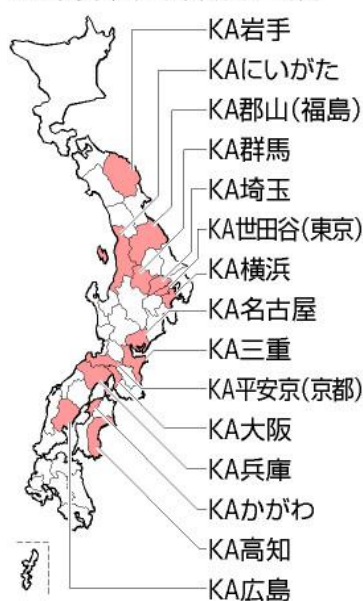 KA岩手
KAにいがた
KA郡山(福島)
KA群馬
KA埼玉
KA世田谷(東京)
KA横浜
KA名古屋
KA三重
KA平安京(京都)
KA大阪
KA兵庫
KAかがわ
KA高知
KA広島